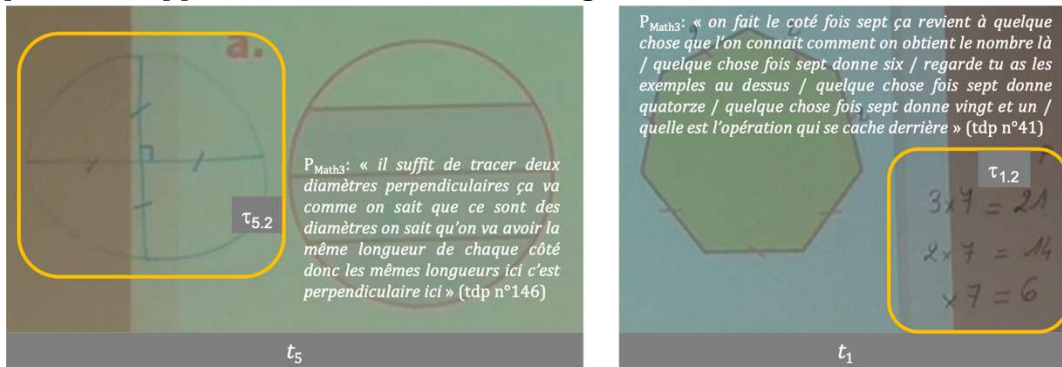 a.
P_Math3: « il suffit de tracer deux
diamètres perpendiculaires ça va
comme on sait que ce sont des
diamètres on sait qu'on va avoir la
même longueur de chaque côté
donc les mêmes longueurs ici c'est
perpendiculaire ici » (tdp n°146)
τ5.2
t5
P_Math3: « on fait le coté fois sept ça revient à quelque
chose que l'on connait comment on obtient le nombre là
/ quelque chose fois sept donne six / regarde tu as les
exemples au dessus / quelque chose fois sept donne
quatorze / quelque chose fois sept donne vingt et un /
quelle est l'opération qui se cache derrière » (tdp n°41)
τ1.2
3 x 7 = 21
2 x 7 = 14
x 7 = 6
t1